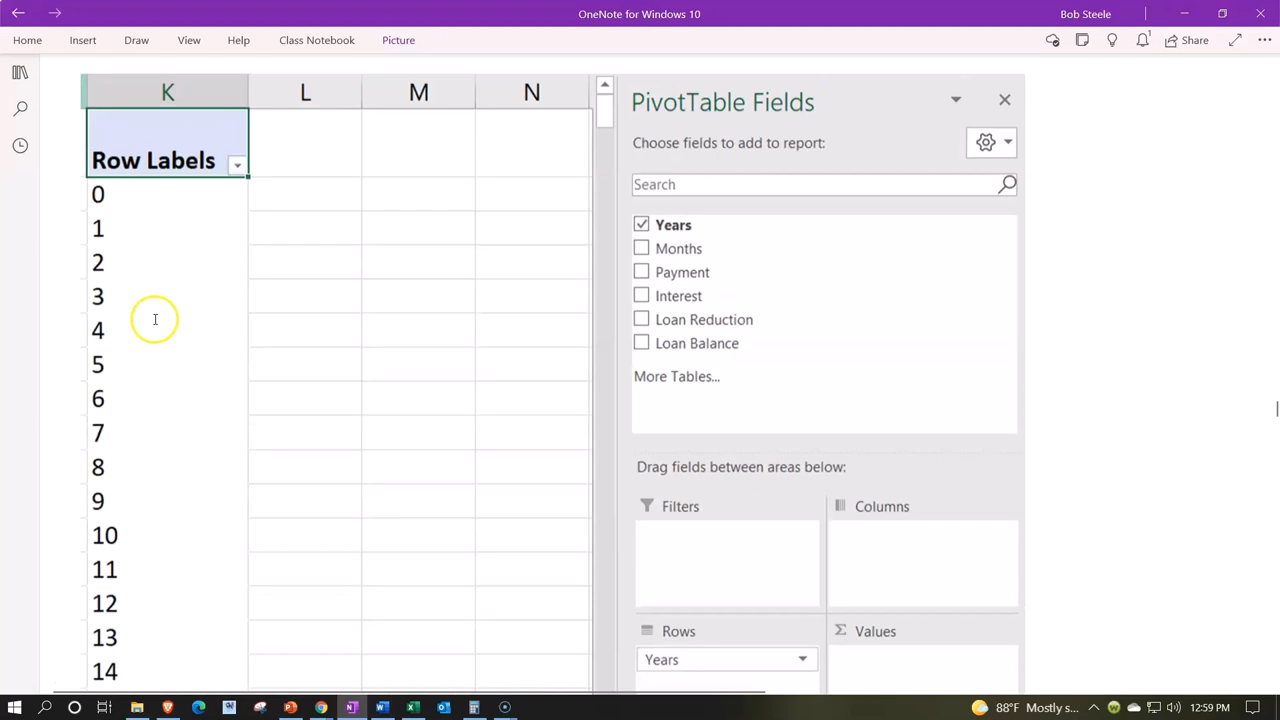 OneNote for Windows 10
Bob Steele
Home
Insert
Draw
View
Help
Class Notebook
Picture
Share
K
L
M
N
Row Labels
0
1
2
3
4
5
6
7
8
9
10
11
12
13
14
PivotTable Fields
Choose fields to add to report:
Search
Years
Months
Payment
Interest
Loan Reduction
Loan Balance
More Tables...
Drag fields between areas below:
Filters
Columns
Rows
Σ Values
Years
88°F Mostly s...
12:59 PM